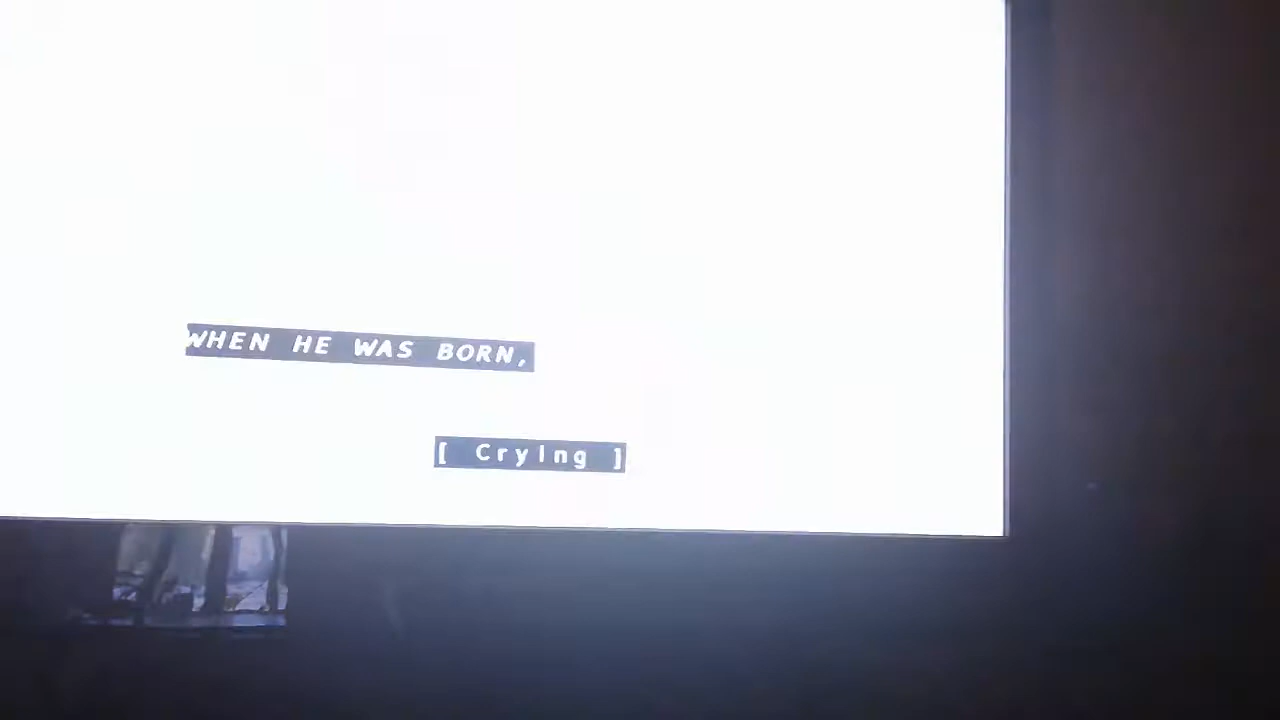 WHEN HE WAS BORN,
[ Crying ]